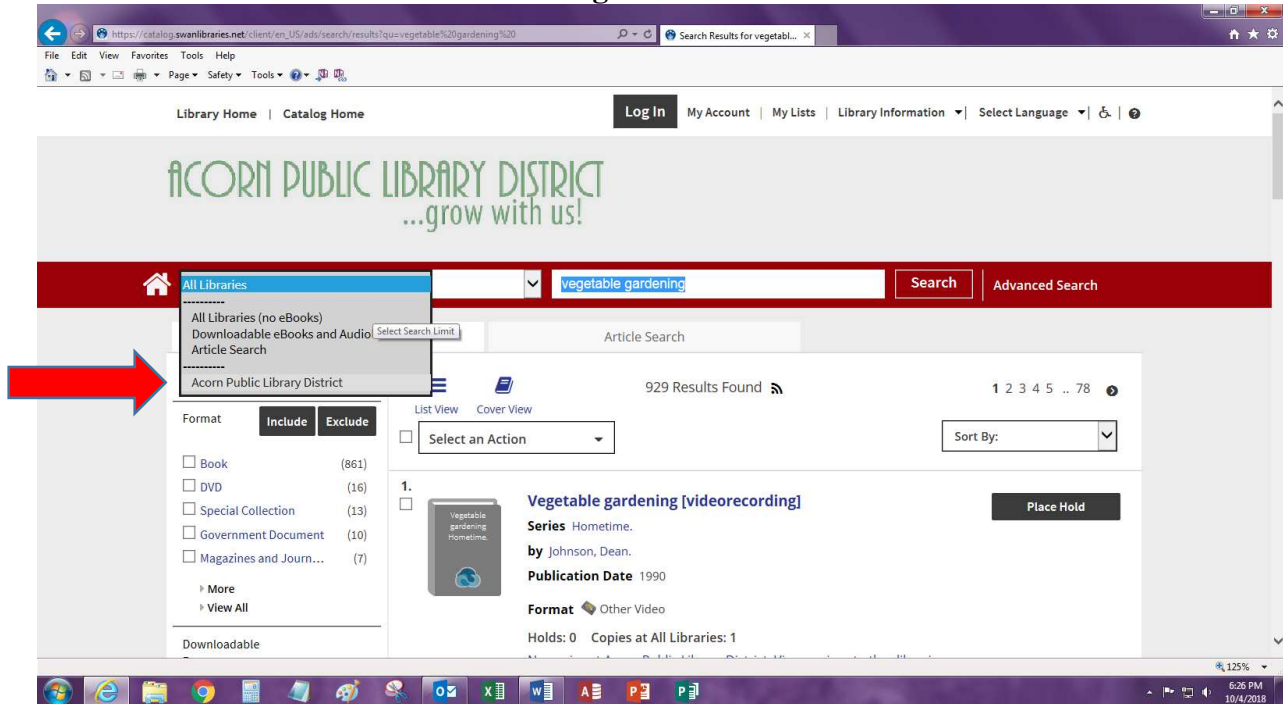 https://catalog.swanlibraries.net/client/en_US/ads/search/results?qu=vegetable%20gardening%20
Search Results for vegetabl...
File Edit View Favorites Tools Help
Page Safety Tools
Library Home | Catalog Home
Log In My Account | My Lists | Library Information | Select Language
ACORN PUBLIC LIBRARY DISTRICT
...grow with us!
All Libraries
vegetable gardening
Search
Advanced Search
----------
All Libraries (no eBooks)
Downloadable eBooks and Audio
Select Search Limit
Article Search
Article Search
----------
Acorn Public Library District
929 Results Found
1 2 3 4 5 .. 78
List View Cover View
Format
Include Exclude
Select an Action
Sort By:
Book (861)
DVD (16)
Special Collection (13)
Government Document (10)
Magazines and Journ... (7)
More
View All
Downloadable
1.
Vegetable gardening Hometime.
Vegetable gardening [videorecording]
Place Hold
Series Hometime.
by Johnson, Dean.
Publication Date 1990
Format Other Video
Holds: 0 Copies at All Libraries: 1
125%
6:26 PM
10/4/2018